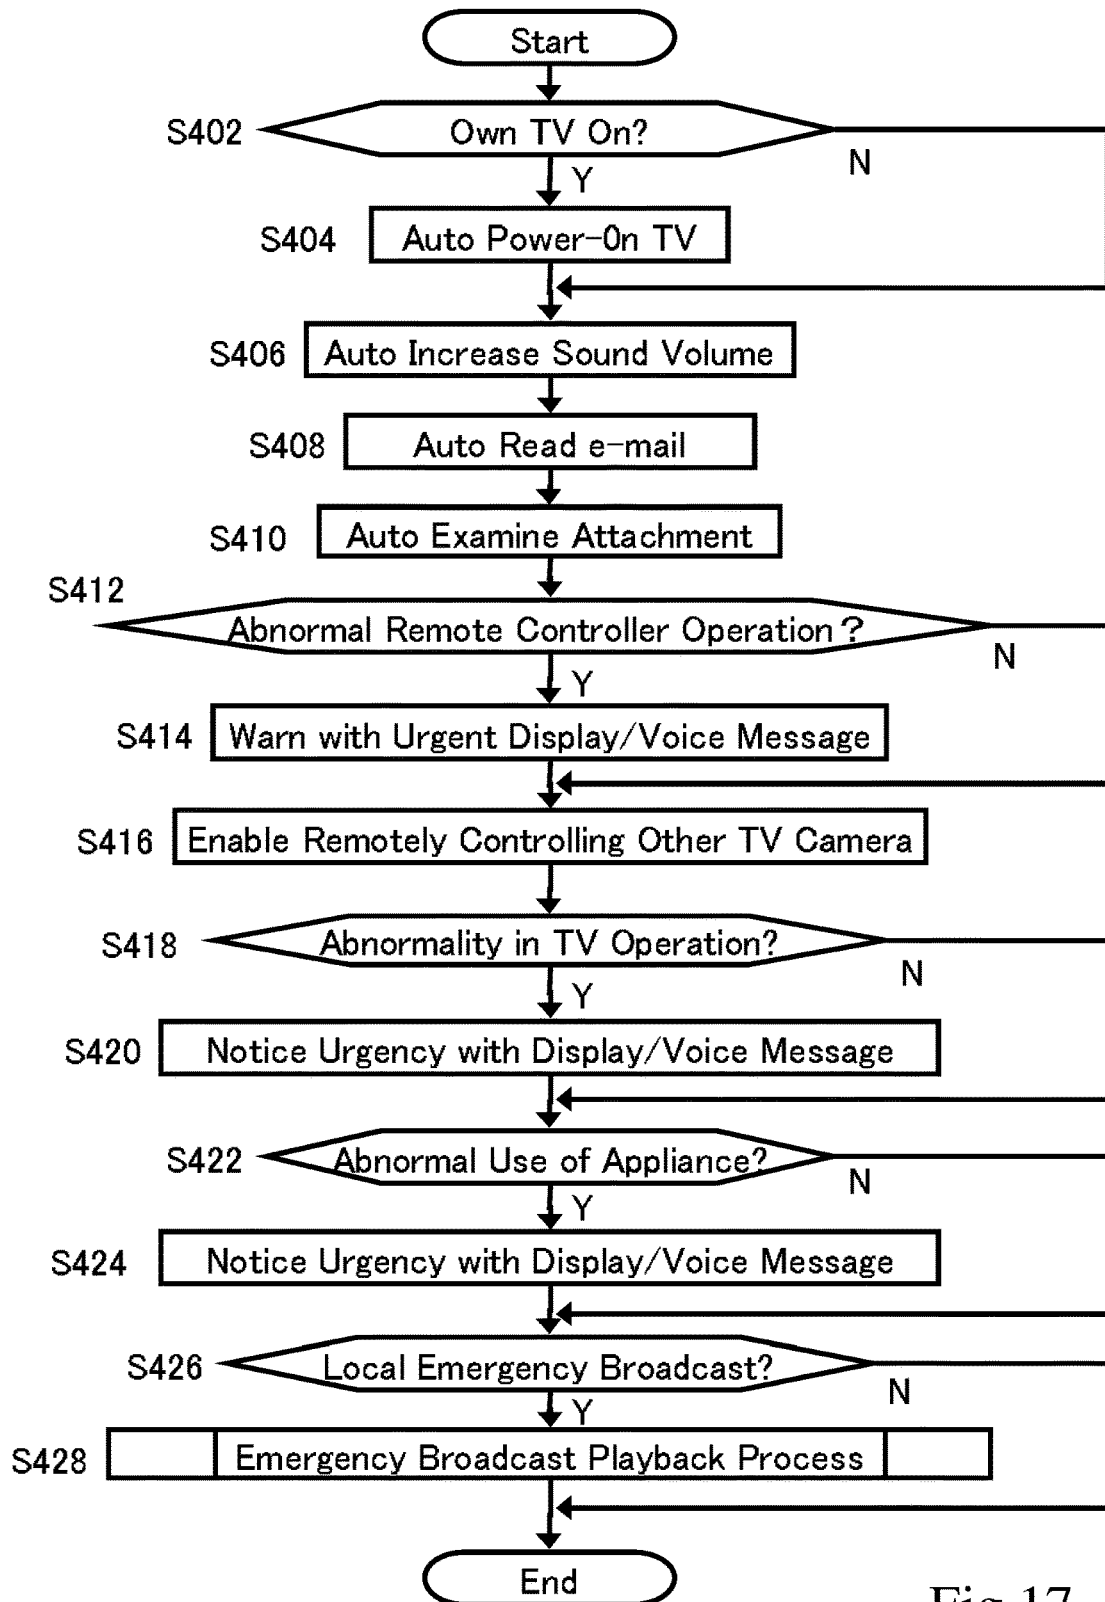 Start
S402 Own TV On?
N
Y
S404 Auto Power-On TV
S406 Auto Increase Sound Volume
S408 Auto Read e-mail
S410 Auto Examine Attachment
S412
Abnormal Remote Controller Operation?
N
Y
S414 Warn with Urgent Display/Voice Message
S416 Enable Remotely Controlling Other TV Camera
S418 Abnormality in TV Operation?
N
Y
S420 Notice Urgency with Display/Voice Message
S422 Abnormal Use of Appliance?
N
Y
S424 Notice Urgency with Display/Voice Message
S426 Local Emergency Broadcast?
N
Y
S428 Emergency Broadcast Playback Process
End
Fig.17